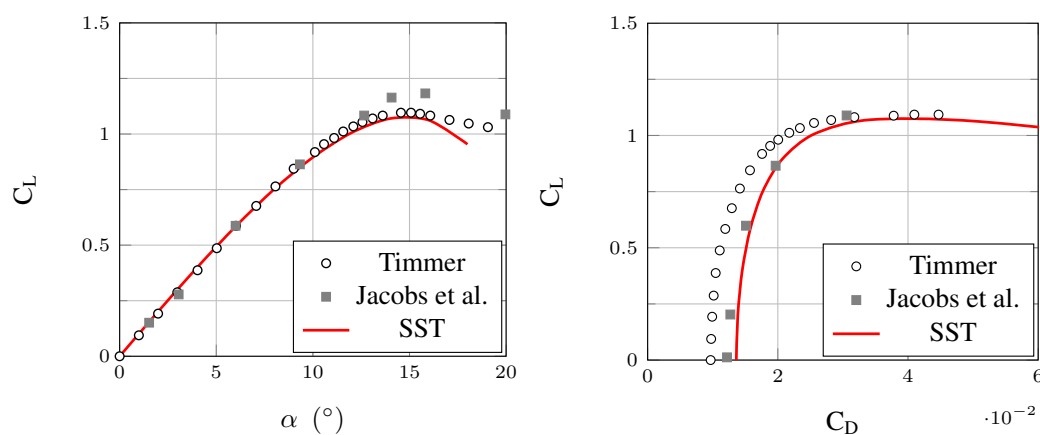 1.5
1
0.5
0
C_L
0 5 10 15 20
α (°)
Timmer
Jacobs et al.
SST
1.5
1
0.5
0
C_L
0 2 4 6
·10⁻²
C_D
Timmer
Jacobs et al.
SST